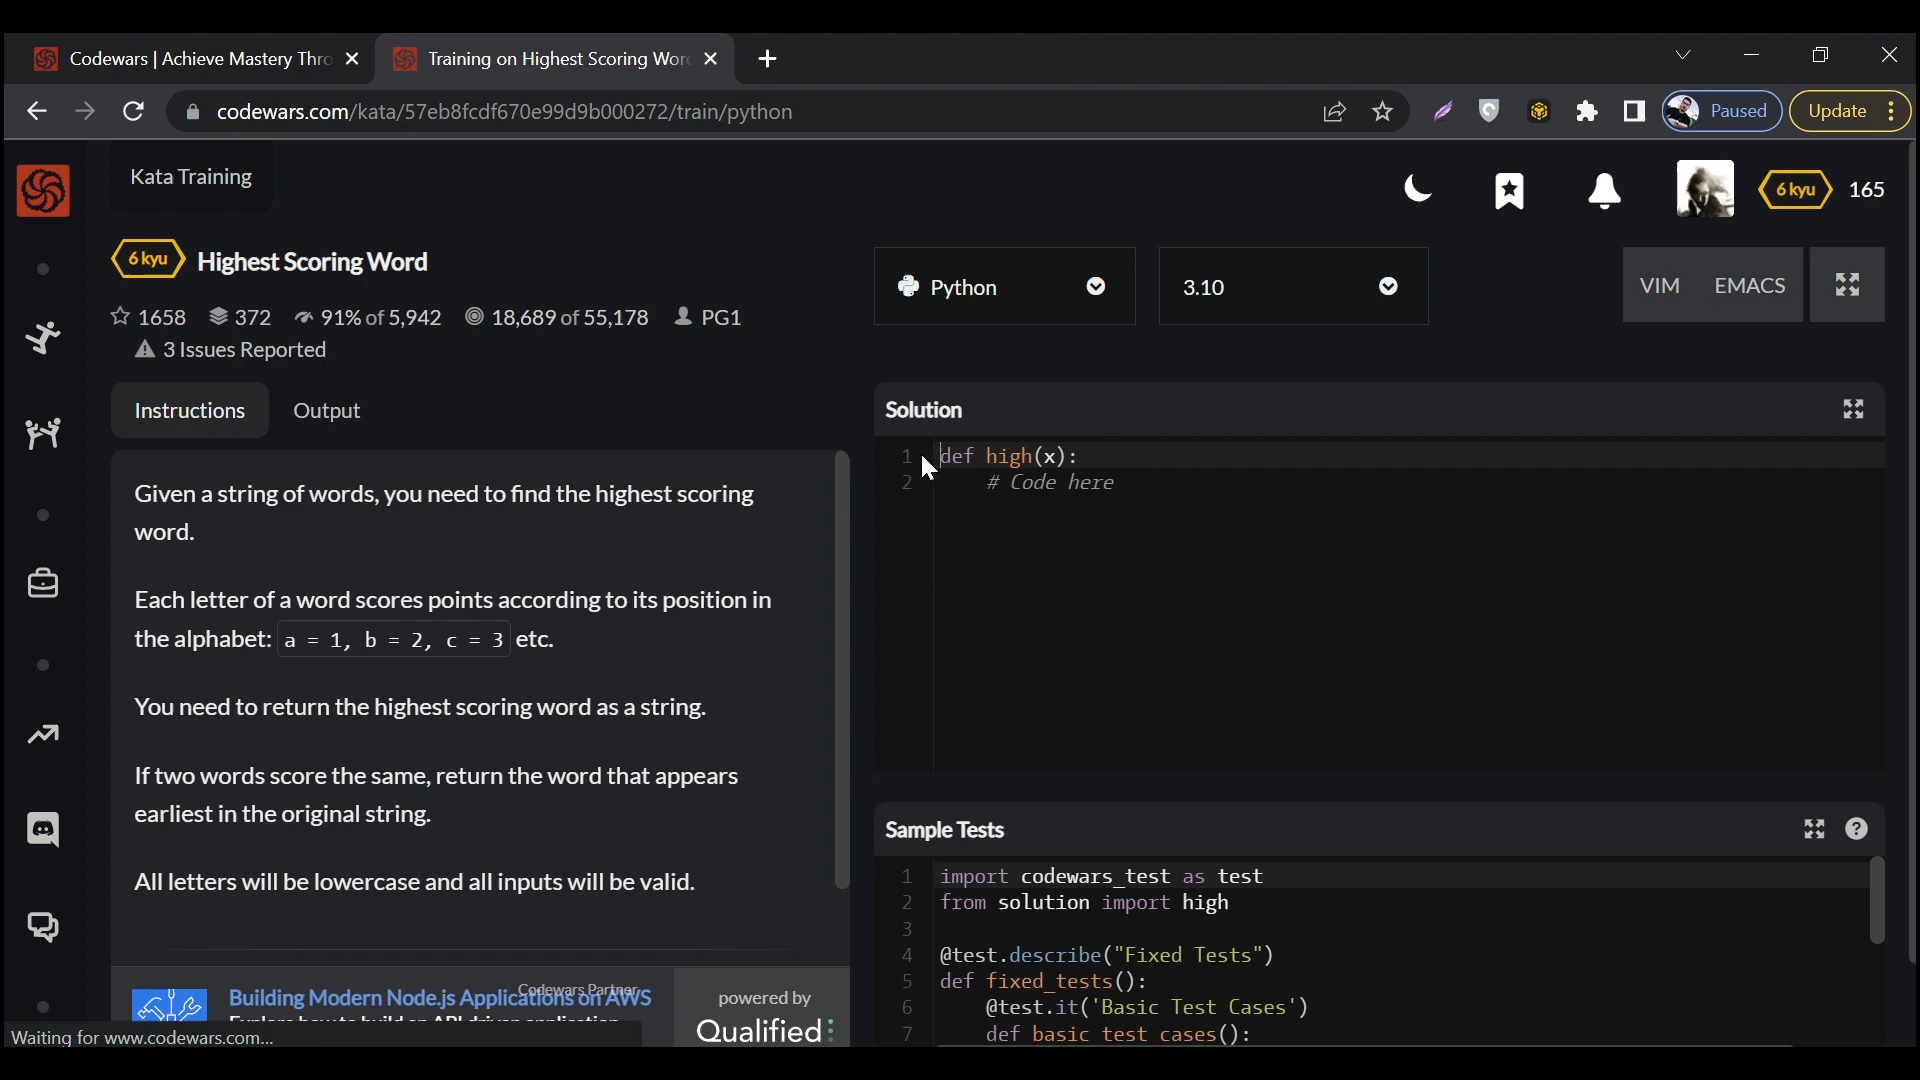 Codewars | Achieve Mastery Thro
Training on Highest Scoring Wor
codewars.com/kata/57eb8fcdf670e99d9b000272/train/python
Paused
Update
Kata Training
6 kyu
165
6 kyu Highest Scoring Word
1658 372 91% of 5,942 18,689 of 55,178 PG1
3 Issues Reported
Python
3.10
VIM EMACS
Instructions
Output
Given a string of words, you need to find the highest scoring
word.
Each letter of a word scores points according to its position in
the alphabet: a = 1, b = 2, c = 3 etc.
You need to return the highest scoring word as a string.
If two words score the same, return the word that appears
earliest in the original string.
All letters will be lowercase and all inputs will be valid.
Codewars Partner
Building Modern Node.js Applications on AWS
powered by
Qualified
Waiting for www.codewars.com...
Solution
1 def high(x):
2 # Code here
Sample Tests
1 import codewars_test as test
2 from solution import high
3
4 @test.describe("Fixed Tests")
5 def fixed_tests():
6 @test.it('Basic Test Cases')
7 def basic_test_cases():